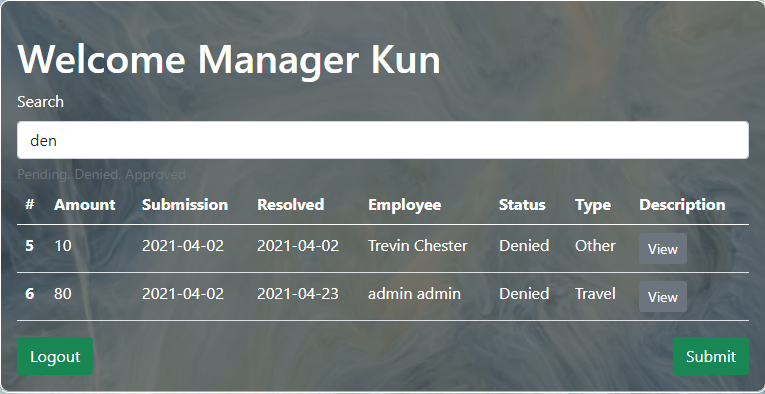 Welcome Manager Kun
Search
den
Pending, Denied, Approved
# Amount Submission Resolved Employee Status Type Description
5 10 2021-04-02 2021-04-02 Trevin Chester Denied Other View
6 80 2021-04-02 2021-04-23 admin admin Denied Travel View
Logout Submit